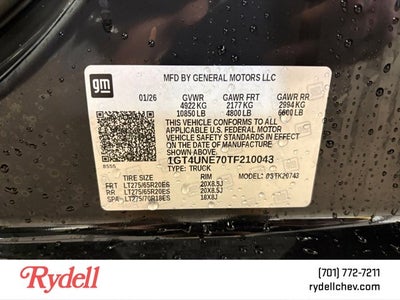 gm
MFD BY GENERAL MOTORS LLC
01/26 GVWR GAWR FRT GAWR RR
4922 KG 2177 KG 2994 KG
10850 LB 4800 LB 6600 LB
THIS VEHICLE CONFORMS TO ALL
APPLICABLE U.S. FEDERAL MOTOR
VEHICLE SAFETY STANDARDS IN
EFFECT ON THE DATE OF
MANUFACTURE SHOWN ABOVE.
1GT4UNE70TF210043
TYPE: TRUCK
TIRE SIZE RIM MODEL:
FRT LT275/65R20E 20X8.5J
RR LT275/65R20E 20X8.5J
SPA LT275/70R18E 18X8J
Rydell
(701) 772-7211
rydellchev.com